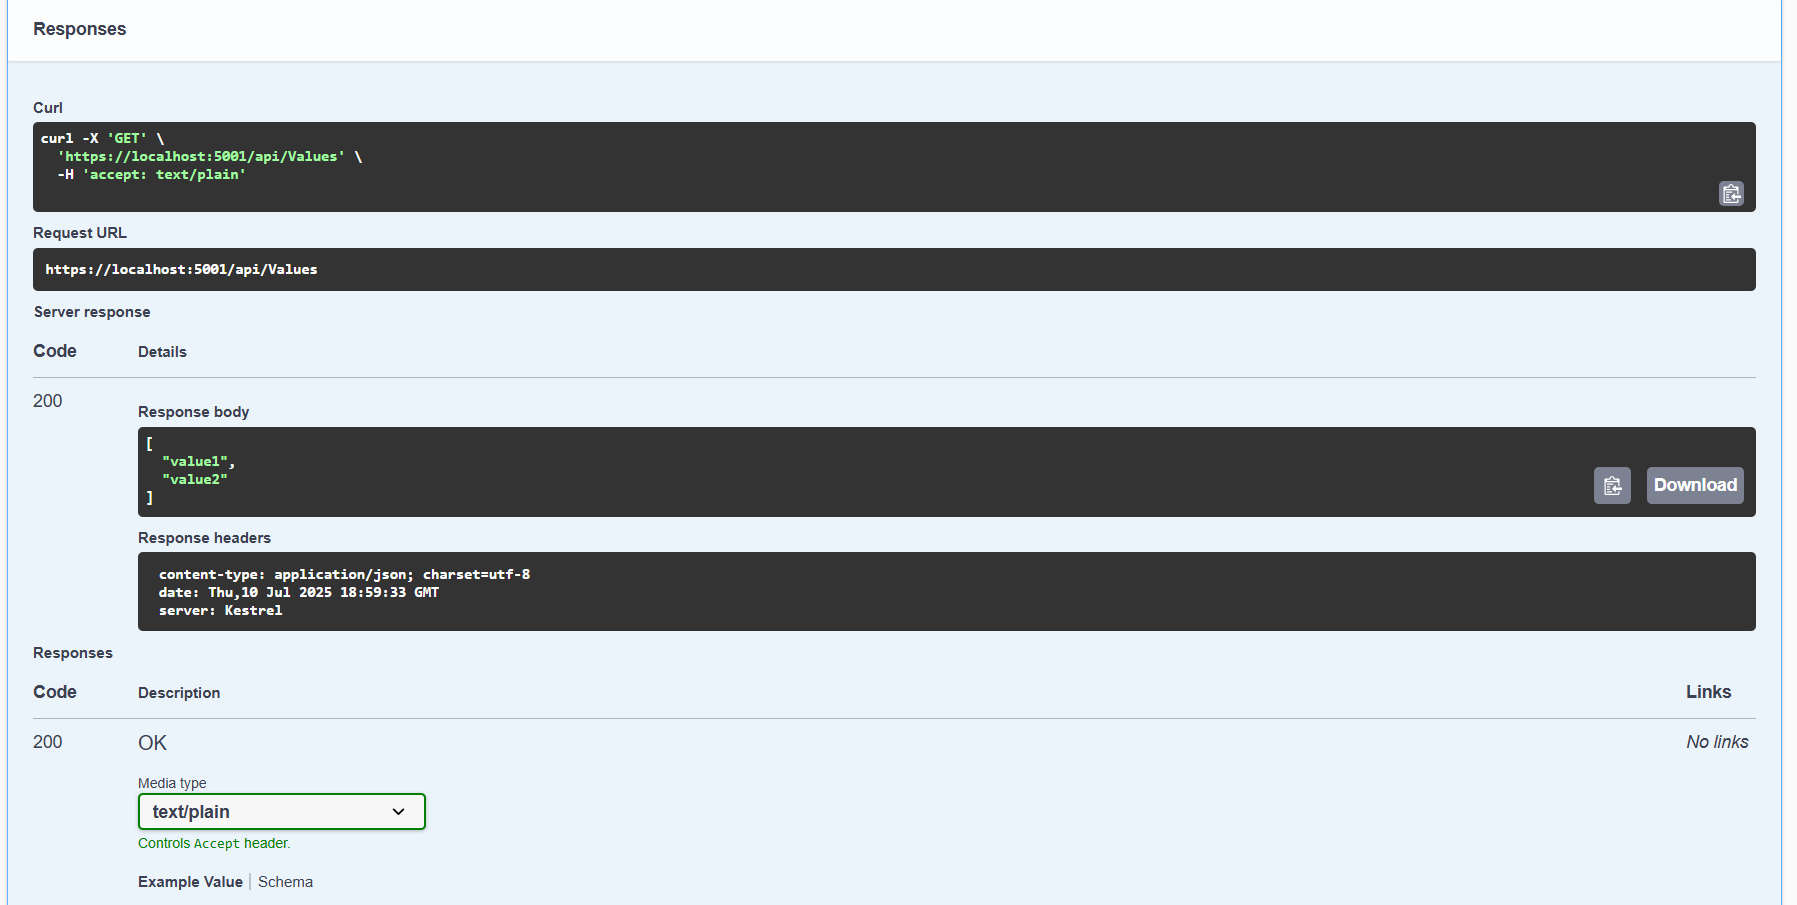 Responses
Curl
curl -X 'GET' \
  'https://localhost:5001/api/Values' \
  -H 'accept: text/plain'
Request URL
https://localhost:5001/api/Values
Server response
Code Details
200
Response body
[
  "value1",
  "value2"
]
Download
Response headers
content-type: application/json; charset=utf-8
date: Thu,10 Jul 2025 18:59:33 GMT
server: Kestrel
Responses
Code Description Links
200 OK No links
Media type
text/plain
Controls Accept header.
Example Value | Schema